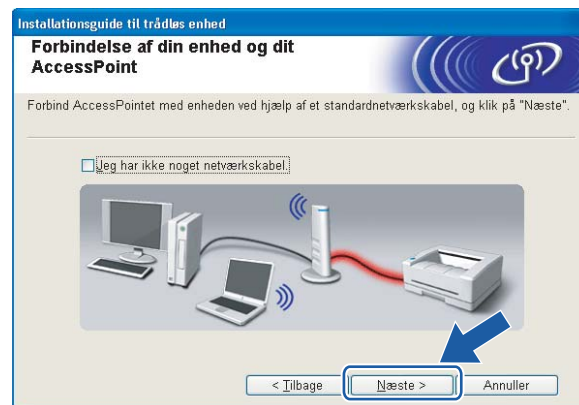 Installationsguide til trådløs enhed
Forbindelse af din enhed og dit
AccessPoint
Forbind AccessPointet med enheden ved hjælp af et standardnetværkskabel, og klik på "Næste".
Jeg har ikke noget netværkskabel.
< Tilbage
Næste >
Annuller